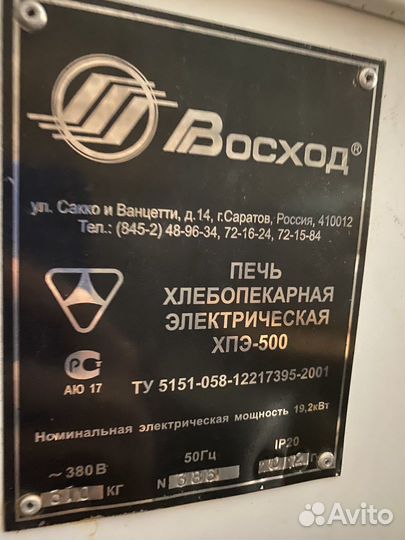 Восход®
ул. Сакко и Ванцетти, д.14, г.Саратов, Россия, 410012
Тел.: (845-2) 48-96-34, 72-16-24, 72-15-84
ПЕЧЬ
ХЛЕБОПЕКАРНАЯ
ЭЛЕКТРИЧЕСКАЯ
ХПЭ-500
РСТ
АЮ 17
ТУ 5151-058-12217395-2001
Номинальная электрическая мощность 19,2кВт
~ 380В 50Гц IP20
КГ N г.
Avito